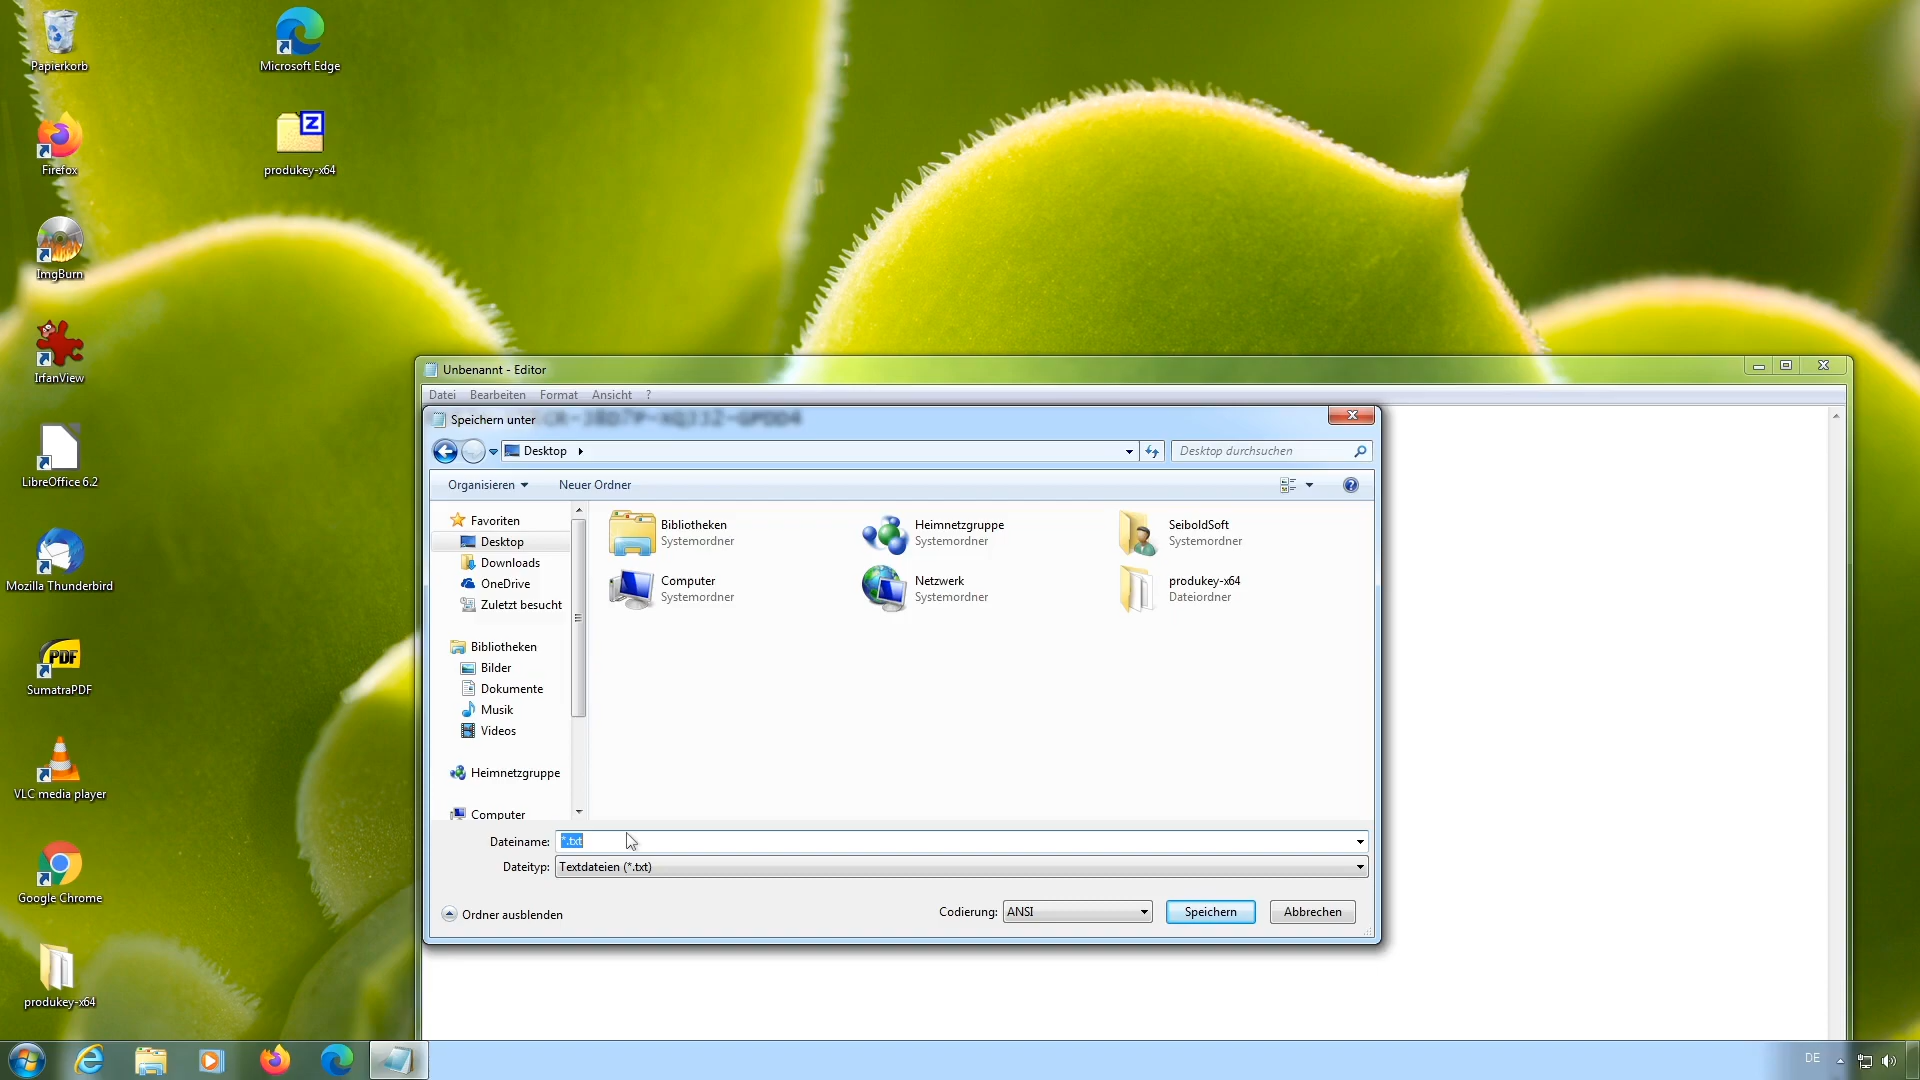 Papierkorb
Microsoft Edge
Firefox
produkey-x64
ImgBurn
IrfanView
LibreOffice 6.2
Mozilla Thunderbird
SumatraPDF
VLC media player
Google Chrome
produkey-x64
PDF
Z
Unbenannt - Editor
Datei Bearbeiten Format Ansicht ?
Speichern unter
Desktop
Desktop durchsuchen
Organisieren Neuer Ordner
Favoriten
Desktop
Downloads
OneDrive
Zuletzt besucht
Bibliotheken
Bilder
Dokumente
Musik
Videos
Heimnetzgruppe
Computer
Bibliotheken
Systemordner
Heimnetzgruppe
Systemordner
SeiboldSoft
Systemordner
Computer
Systemordner
Netzwerk
Systemordner
produkey-x64
Dateiordner
Dateiname: *.txt
Dateityp: Textdateien (*.txt)
Ordner ausblenden
Codierung: ANSI Speichern Abbrechen
DE